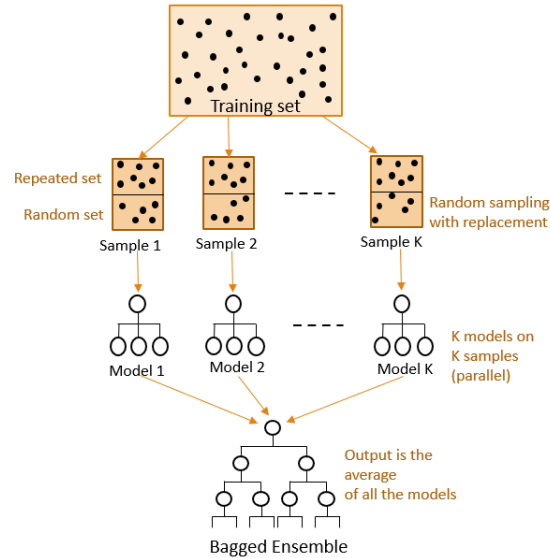 Training set
Repeated set
Random set
Random sampling
with replacement
Sample 1
Sample 2
Sample K
Model 1
Model 2
Model K
K models on
K samples
(parallel)
Output is the
average
of all the models
Bagged Ensemble